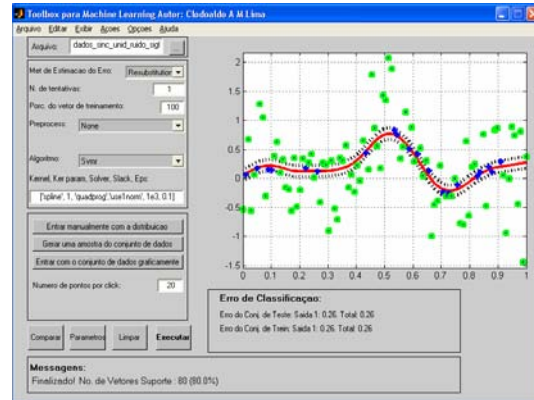 Toolbox para Machine Learning Autor: Clodoaldo A M Lima
Arquivo Editar Exibir Açoes Opçoes Ajuda
Arquivo: dados_sinc_unid_ruido_sigt ...
Met de Estimacao do Erro: Resubstitution
N. de tentativas: 1
Porc. do vetor de treinamento: 100
Preprocess: None
Algoritmo: Svmr
Kernel, Ker param, Solver, Slack, Eps:
['spline', 1, 'quadprog','use1norm', 1e3, 0.1]
Entrar manualmente com a distribuicao
Gerar uma amostra do conjunto de dados
Entrar com o conjunto de dados graficamente
Numero de pontos por click: 20
Comparar Parametros Limpar Executar
2
1.5
1
0.5
0
-0.5
-1
-1.5
0 0.1 0.2 0.3 0.4 0.5 0.6 0.7 0.8 0.9 1
Erro de Classificaçao:
Erro do Conj. de Teste: Saida 1: 0.26 Total: 0.26
Erro do Conj. de Trein: Saida 1: 0.26 Total: 0.26
Messagens:
Finalizado! No. de Vetores Suporte : 80 (80.0%)